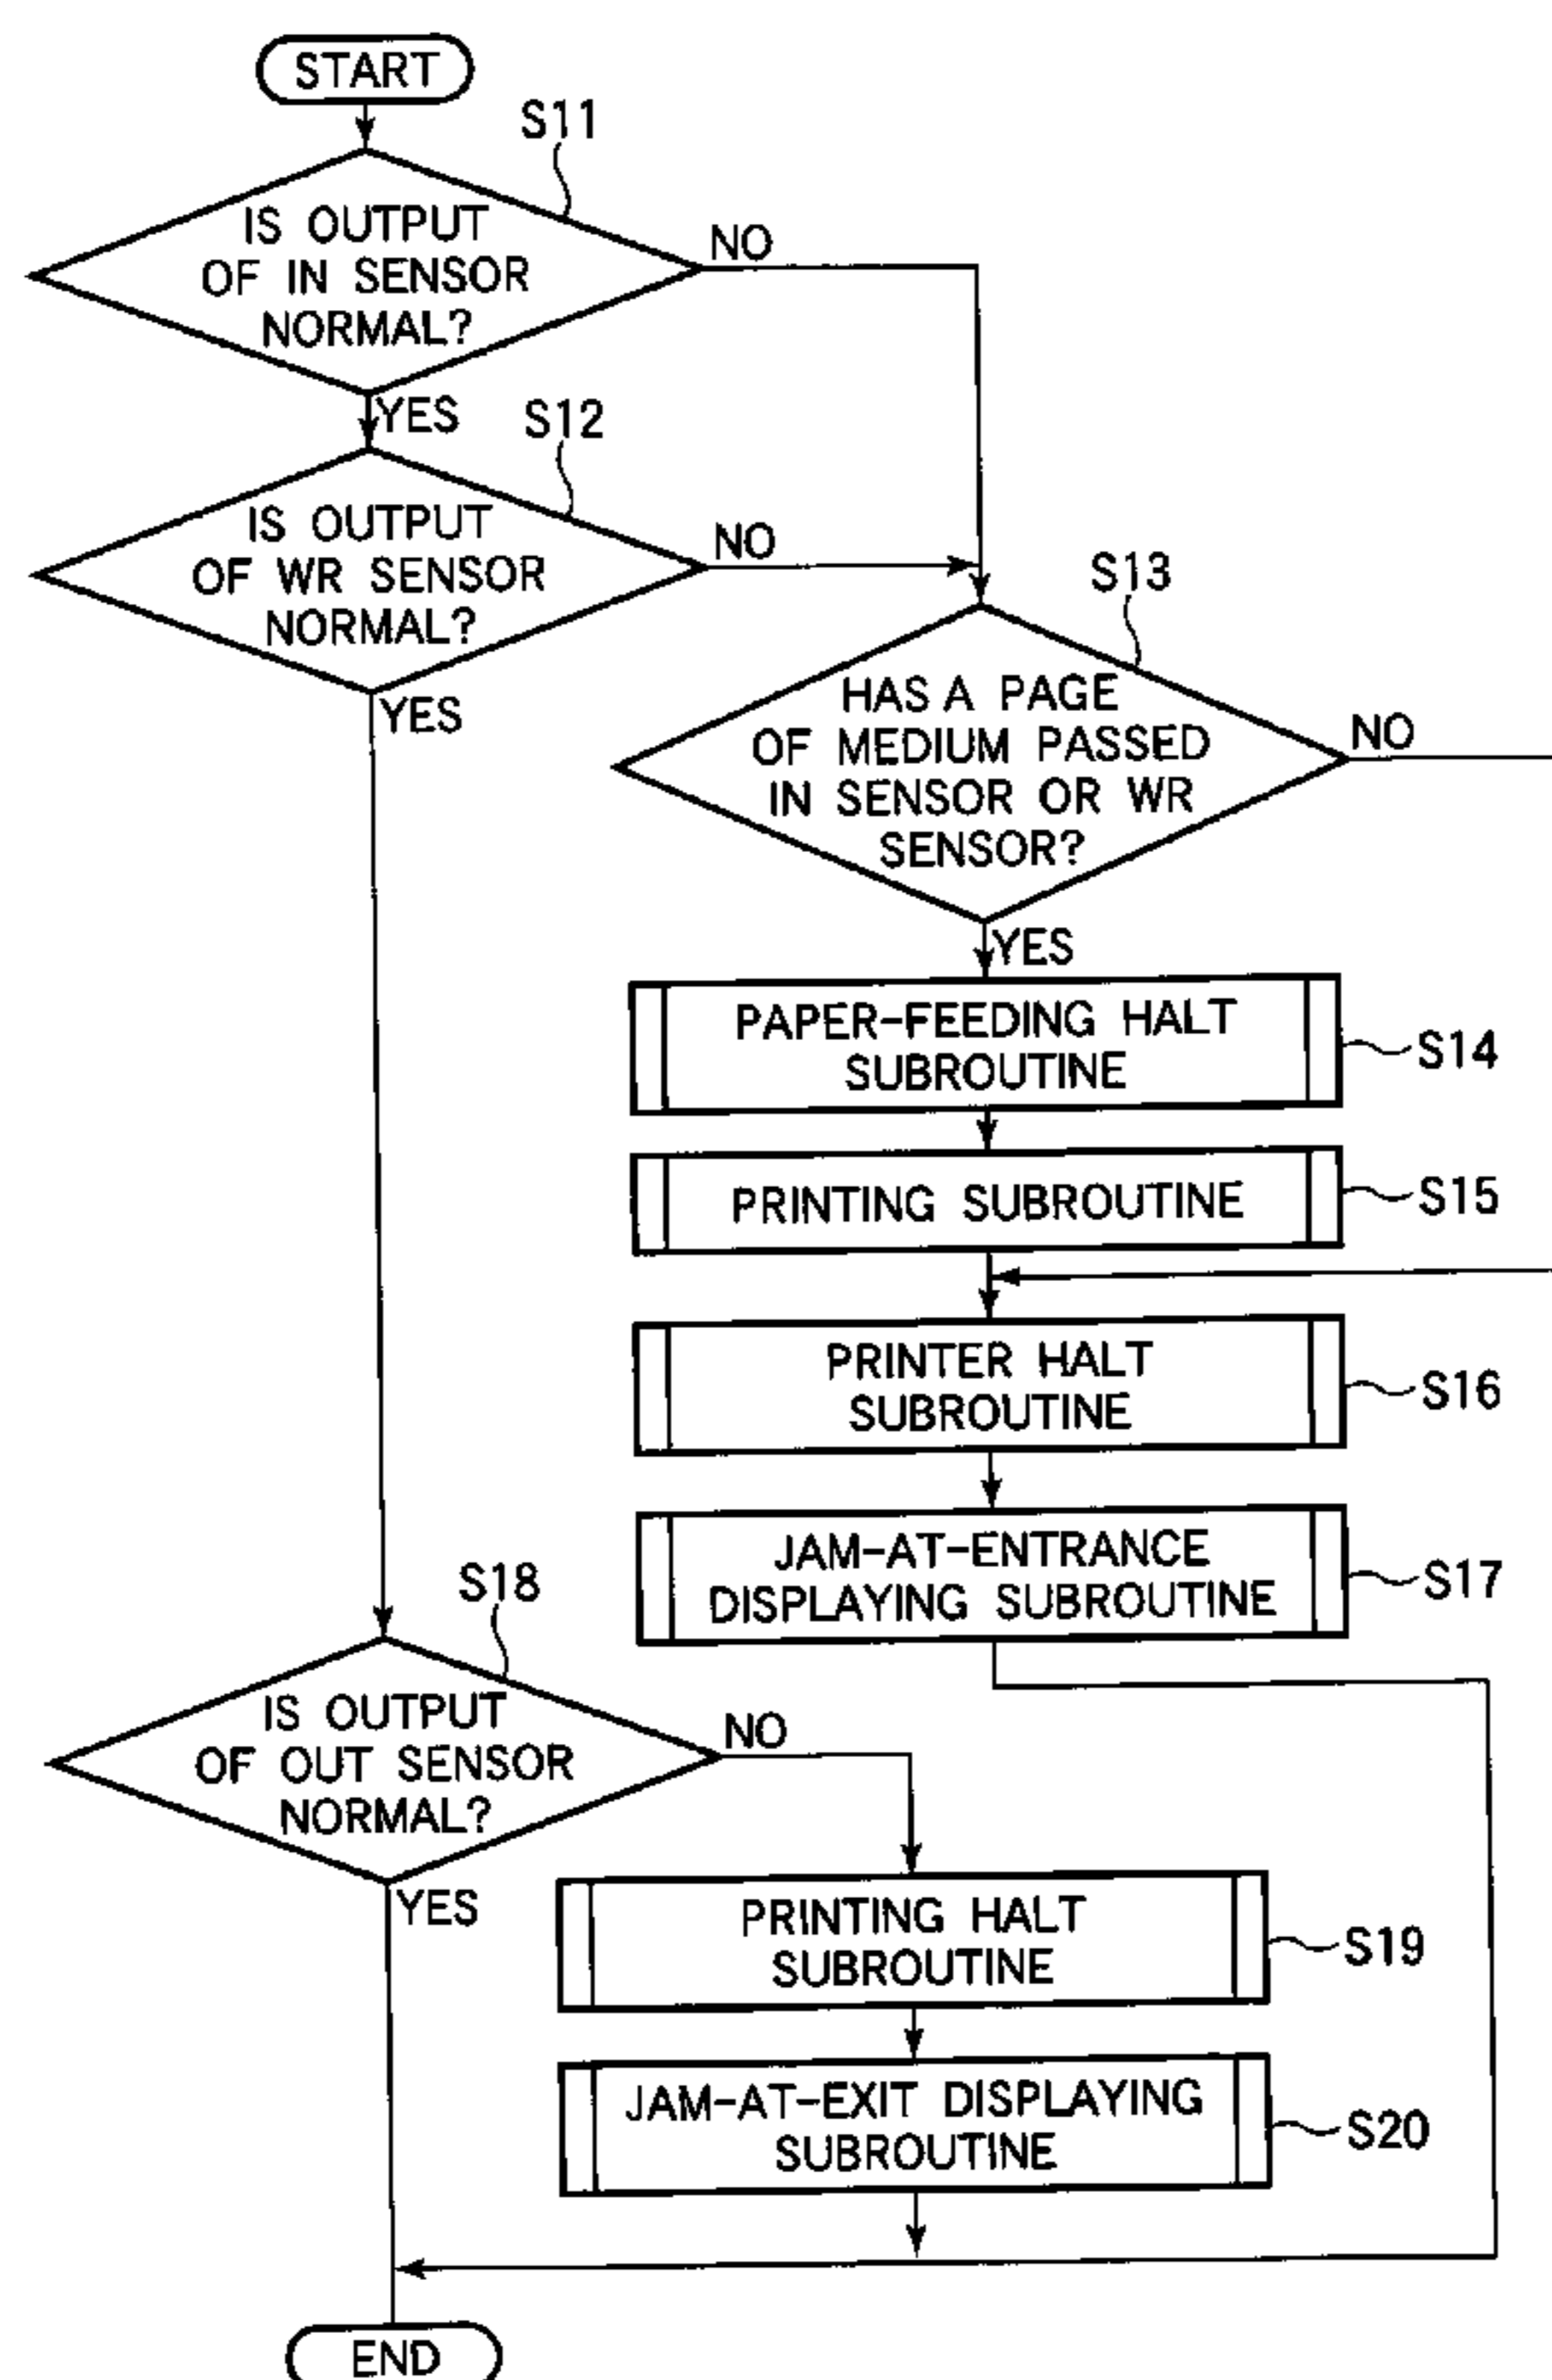 START
S11
IS OUTPUT
OF IN SENSOR
NORMAL?
NO
YES
S12
IS OUTPUT
OF WR SENSOR
NORMAL?
NO
YES
S13
HAS A PAGE
OF MEDIUM PASSED
IN SENSOR OR WR
SENSOR?
NO
YES
PAPER-FEEDING HALT
SUBROUTINE
S14
PRINTING SUBROUTINE
S15
PRINTER HALT
SUBROUTINE
S16
JAM-AT-ENTRANCE
DISPLAYING SUBROUTINE
S17
S18
IS OUTPUT
OF OUT SENSOR
NORMAL?
NO
YES
PRINTING HALT
SUBROUTINE
S19
JAM-AT-EXIT DISPLAYING
SUBROUTINE
S20
END